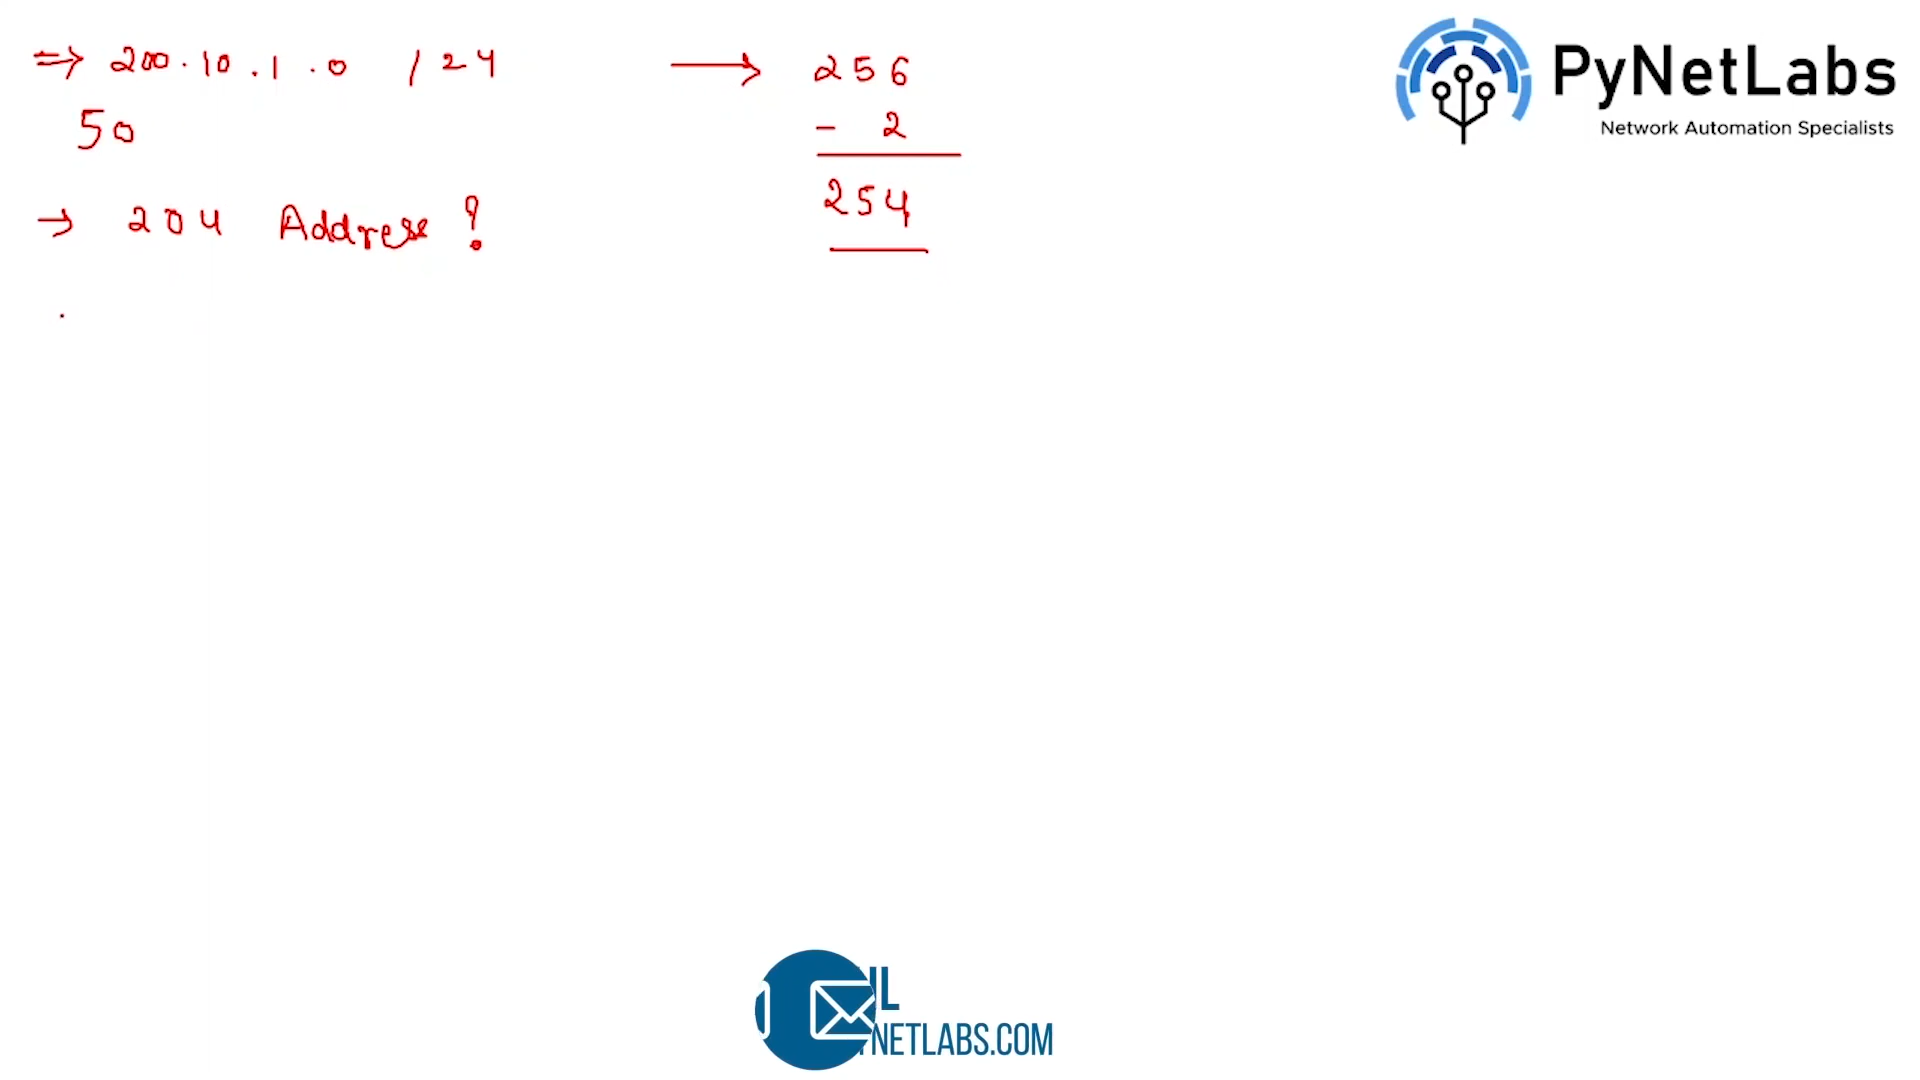 ⇒ 200.10.1.0 /24 → 256
50
- 2
254
→ 204 Address?
PyNetLabs
Network Automation Specialists
NETLABS.COM